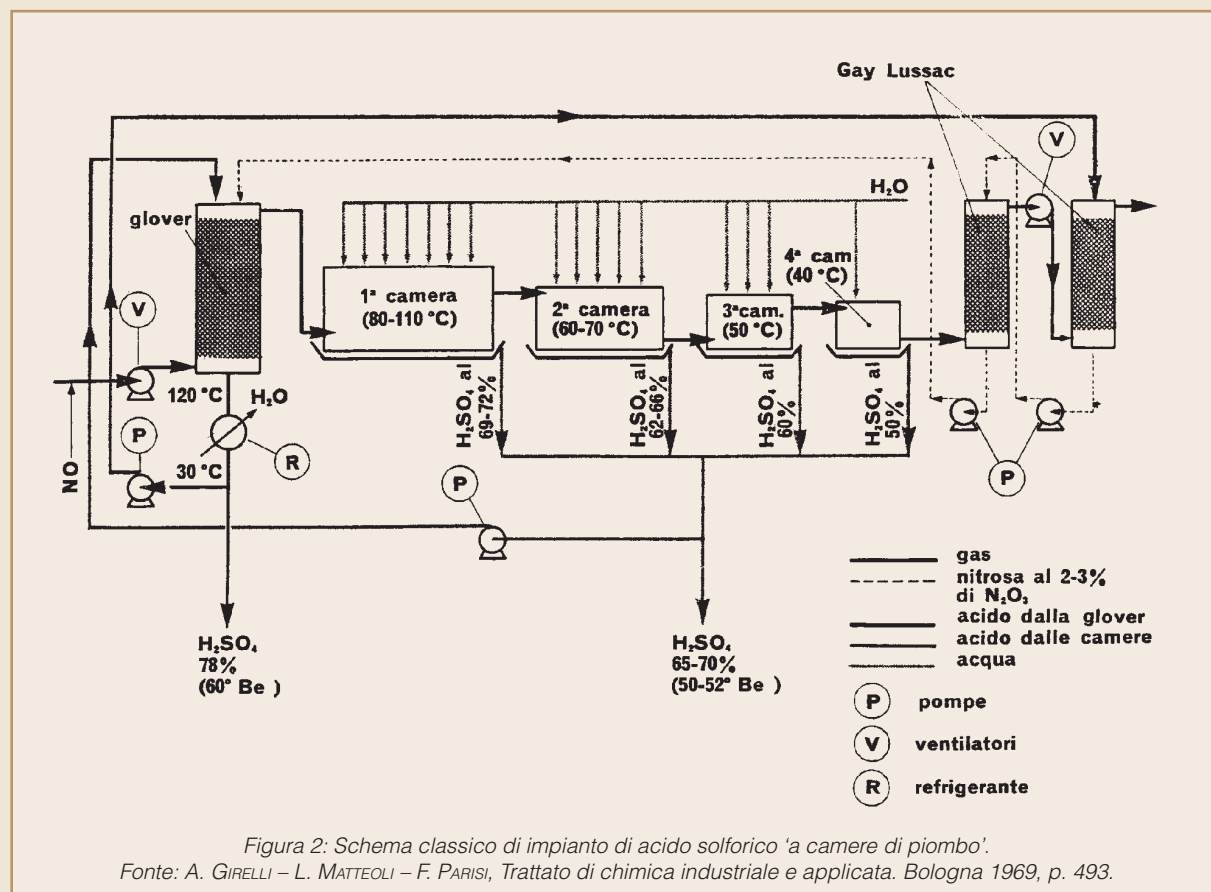 Gay Lussac
V
H₂O
glover
4ª cam
(40 °C)
1ª camera
(80-110 °C)
2ª camera
(60-70 °C)
3ª cam.
(50 °C)
V
120 °C
H₂O
P
30 °C
R
NO
H₂SO₄ al
69-72%
H₂SO₄ al
62-66%
H₂SO₄ al
60%
H₂SO₄ al
50%
P
P
H₂SO₄
78%
(60° Be )
H₂SO₄
65-70%
(50-52° Be )
gas
nitrosa al 2-3%
di N₂O₃
acido dalla glover
acido dalle camere
acqua
P pompe
V ventilatori
R refrigerante
Figura 2: Schema classico di impianto di acido solforico 'a camere di piombo'.
Fonte: A. GIRELLI – L. MATTEOLI – F. PARISI, Trattato di chimica industriale e applicata. Bologna 1969, p. 493.